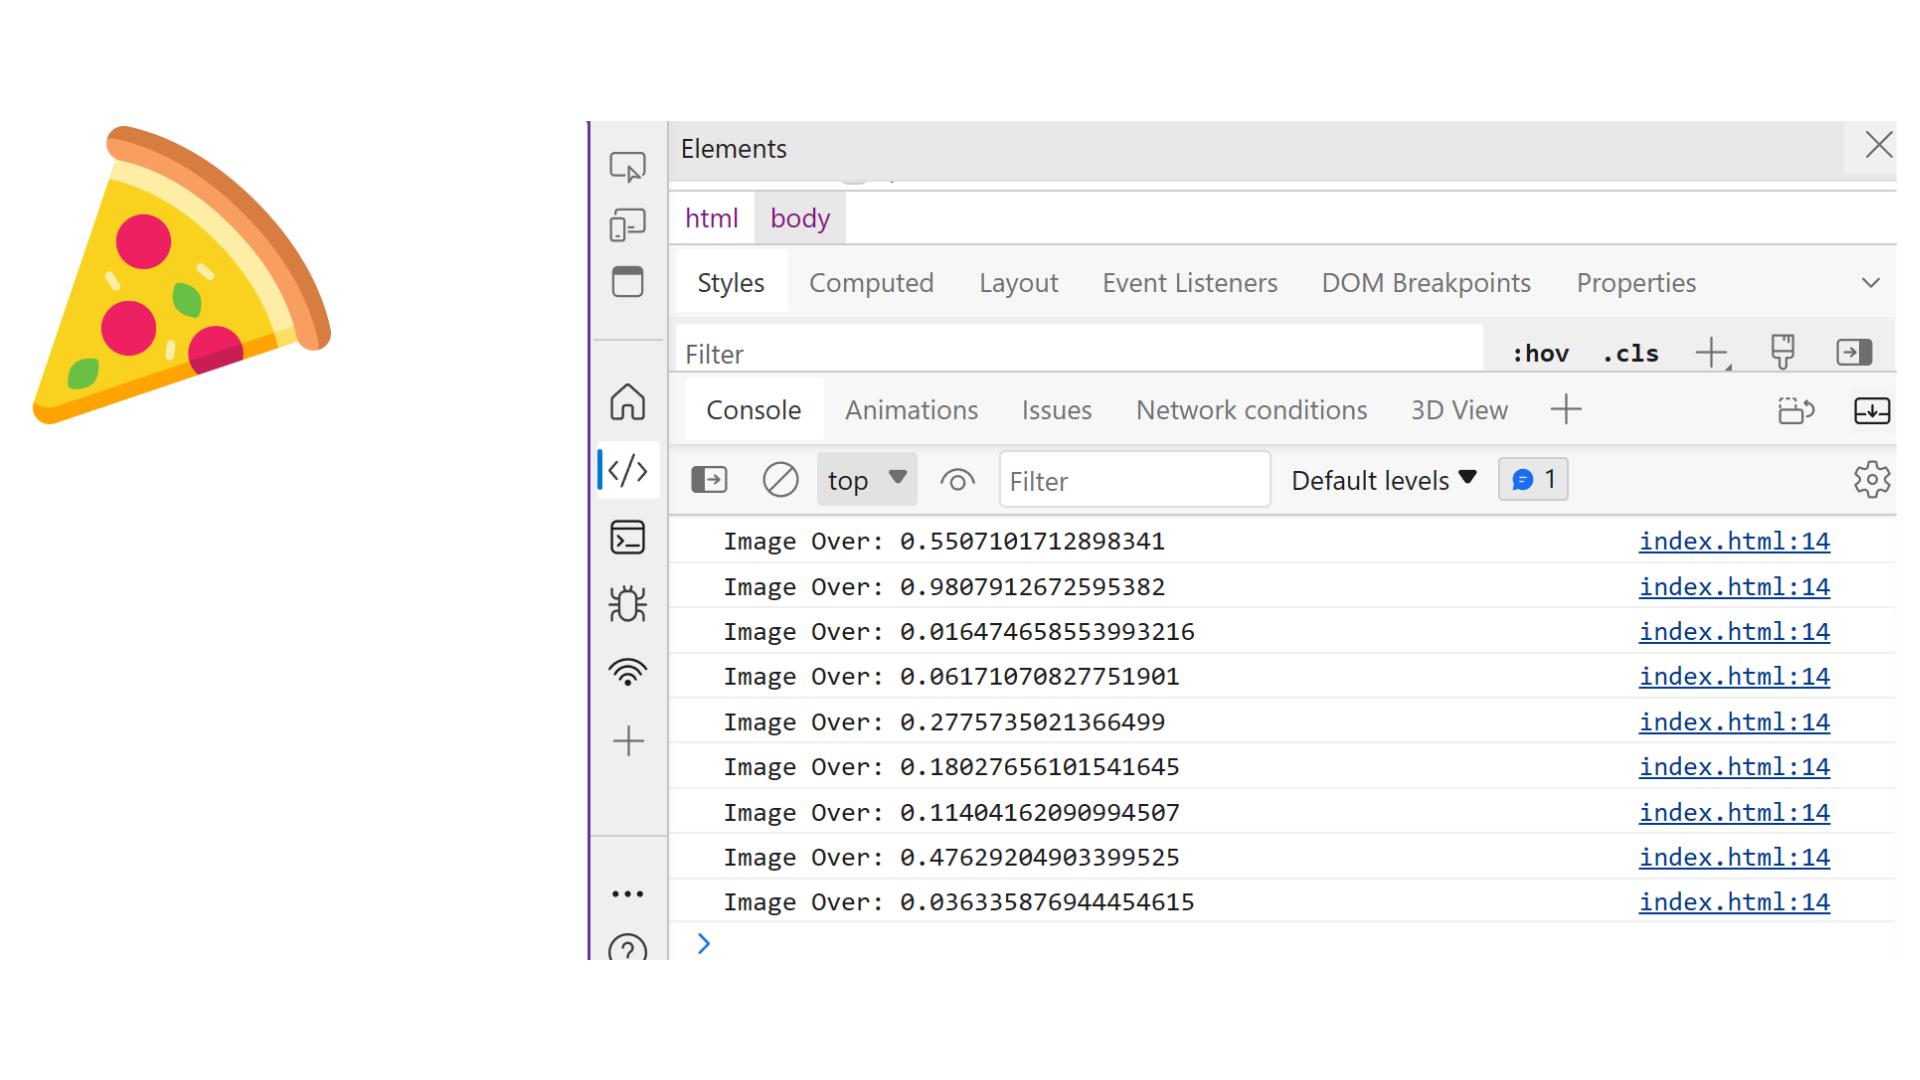 Elements
html body
Styles Computed Layout Event Listeners DOM Breakpoints Properties
Filter :hov .cls
Console Animations Issues Network conditions 3D View
top Filter Default levels 1
Image Over: 0.5507101712898341 index.html:14
Image Over: 0.9807912672595382 index.html:14
Image Over: 0.016474658553993216 index.html:14
Image Over: 0.06171070827751901 index.html:14
Image Over: 0.2775735021366499 index.html:14
Image Over: 0.18027656101541645 index.html:14
Image Over: 0.11404162090994507 index.html:14
Image Over: 0.47629204903399525 index.html:14
Image Over: 0.036335876944454615 index.html:14